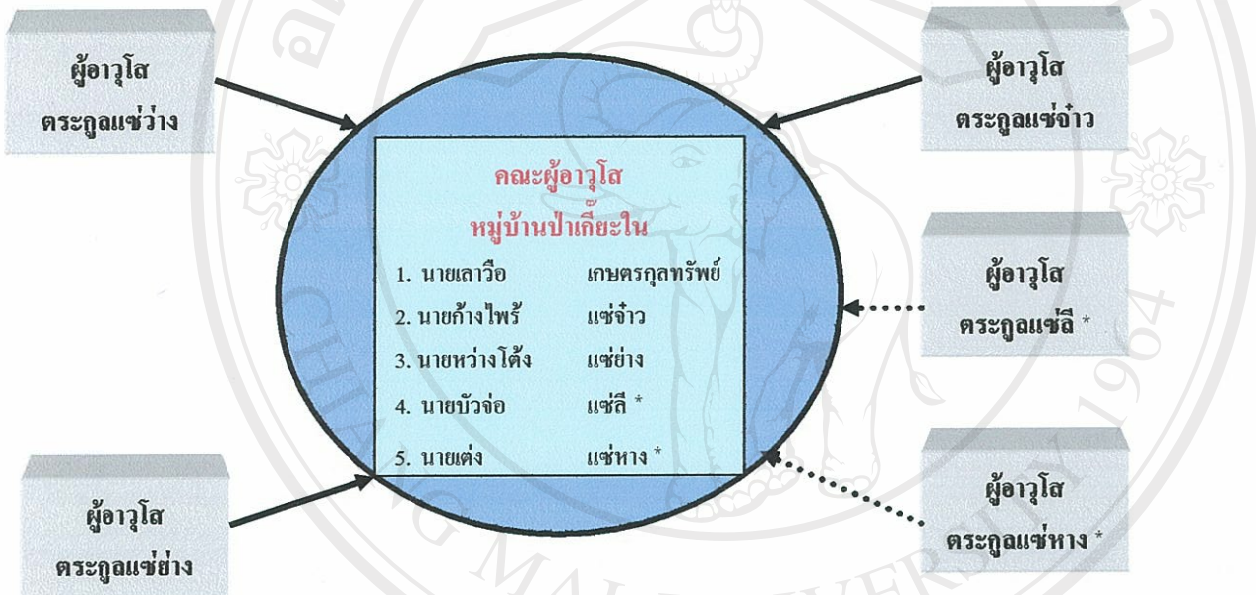 ผู้อาวุโส
ตระกูลแซ่ว่าง
ผู้อาวุโส
ตระกูลแซ่จ๋าว
คณะผู้อาวุโส
หมู่บ้านป่าเกี๊ยะใน
1. นายเลาวือ เกษตรกุลทรัพย์
2. นายก้างไพร้ แซ่จ๋าว
3. นายหว่างโต้ง แซ่ย่าง
4. นายบัวจ่อ แซ่ลี *
5. นายเต่ง แซ่หาง *
ผู้อาวุโส
ตระกูลแซ่ลี *
ผู้อาวุโส
ตระกูลแซ่ย่าง
ผู้อาวุโส
ตระกูลแซ่หาง *
CHIANG MAI UNIVERSITY 1964